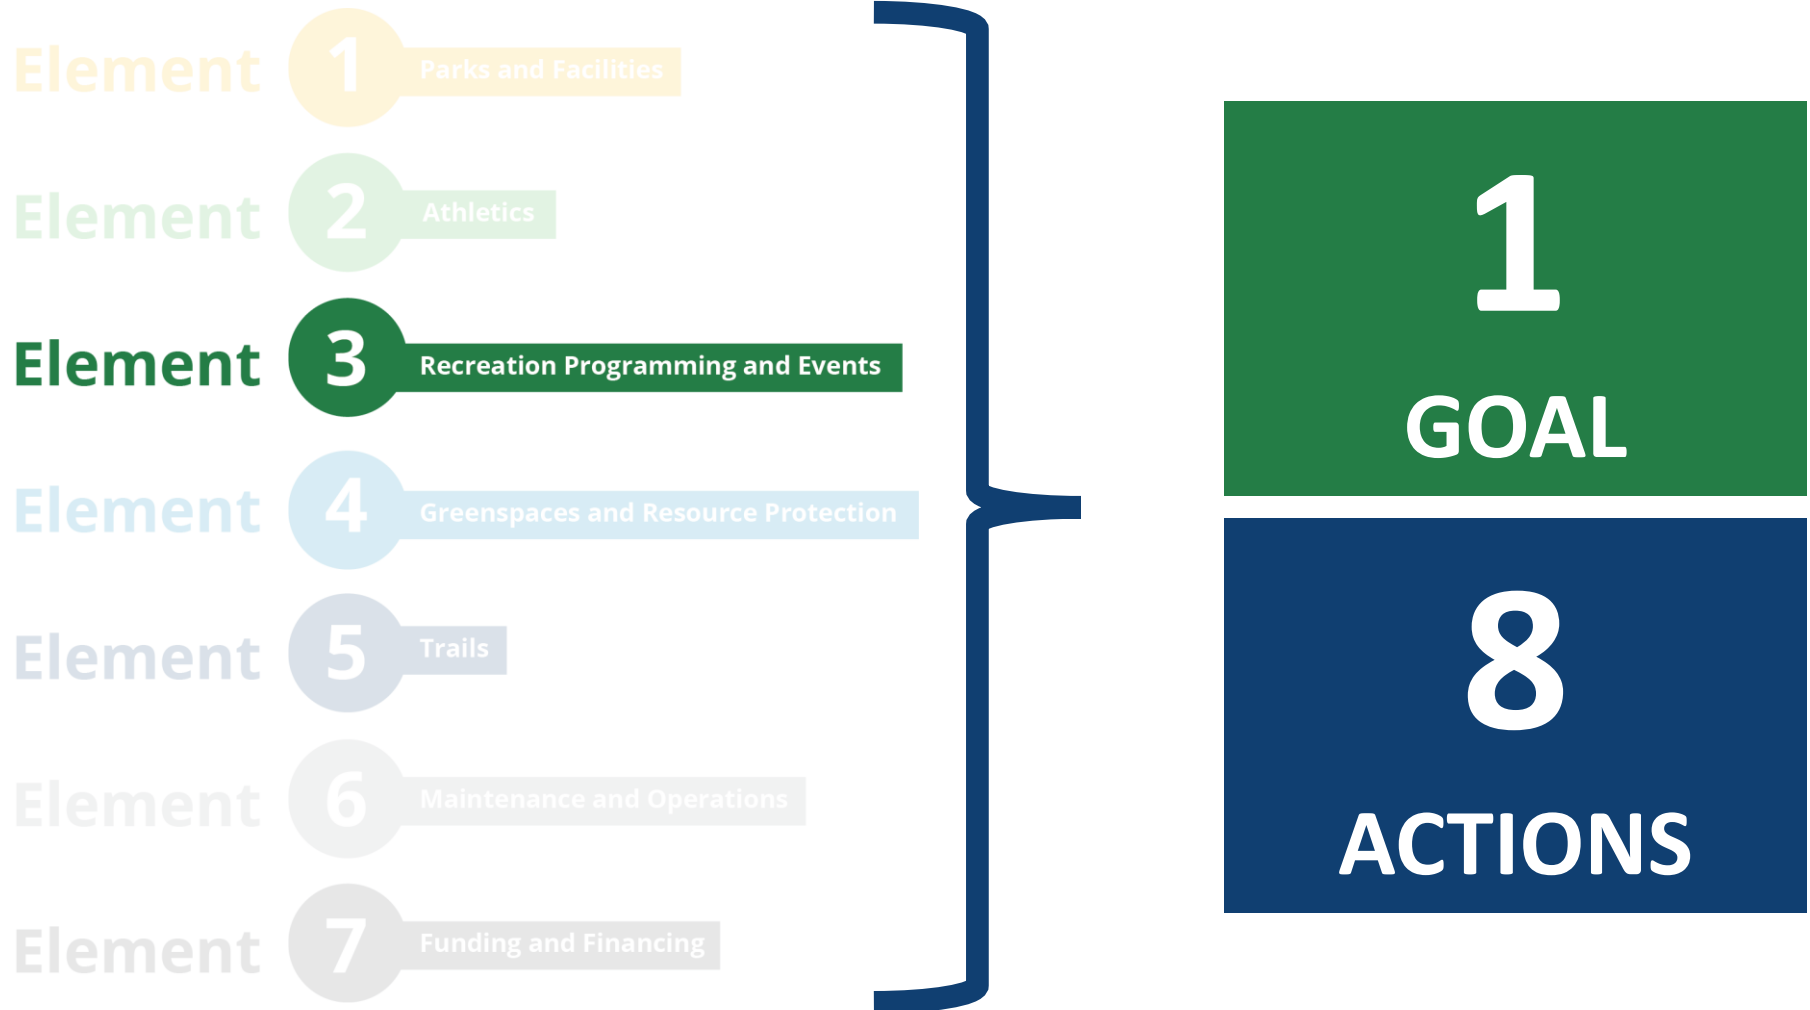 Element 1 Parks and Facilities
Element 2 Athletics
Element 3 Recreation Programming and Events
Element 4 Greenspaces and Resource Protection
Element 5 Trails
Element 6 Maintenance and Operations
Element 7 Funding and Financing
1
GOAL
8
ACTIONS